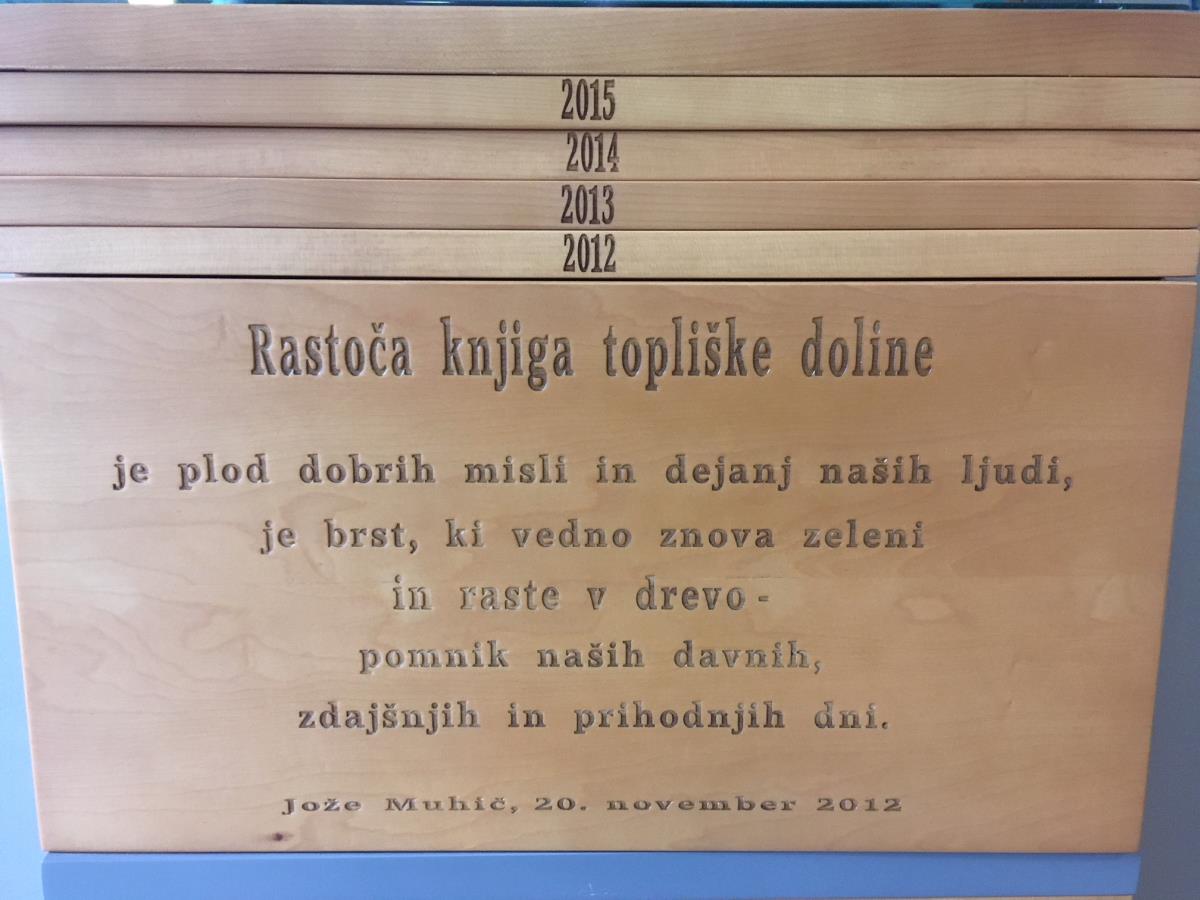 2015
2014
2013
2012
Rastoča knjiga topliške doline
je plod dobrih misli in dejanj naših ljudi,
je brst, ki vedno znova zeleni
in raste v drevo-
pomnik naših davnih,
zdajšnjih in prihodnjih dni.
Jože Muhič, 20. november 2012